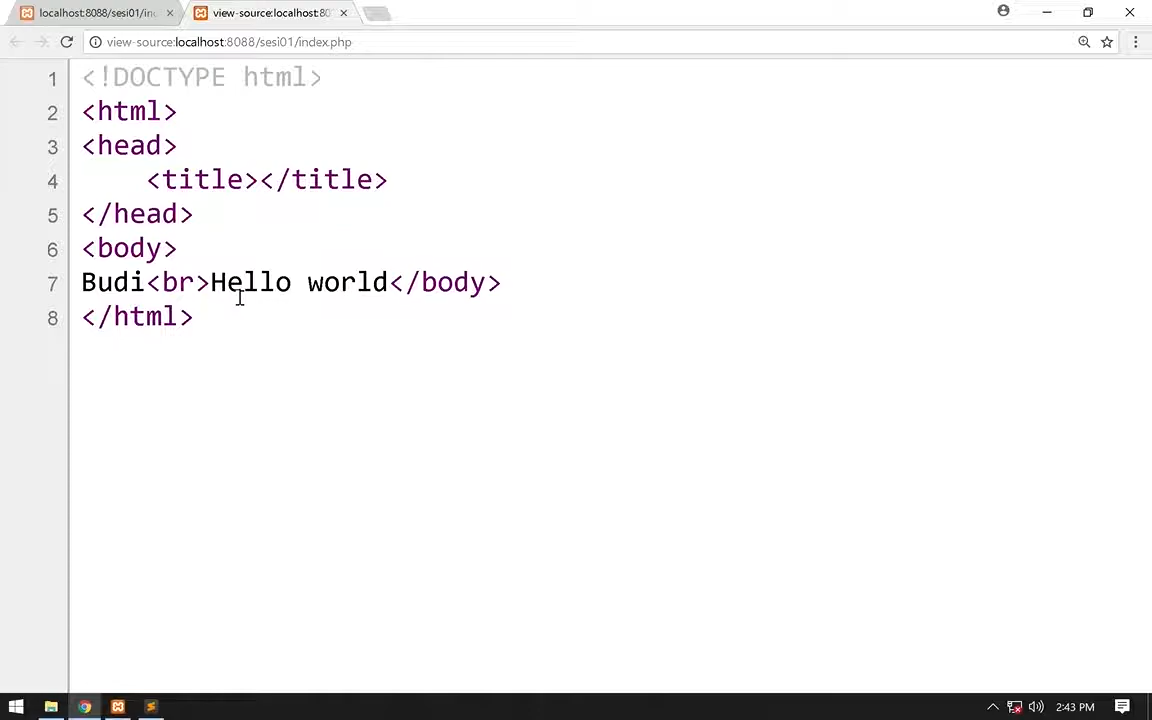 localhost:8088/sesi01/in
view-source:localhost:80
view-source:localhost:8088/sesi01/index.php
1 <!DOCTYPE html>
2 <html>
3 <head>
4     <title></title>
5 </head>
6 <body>
7 Budi<br>Hello world</body>
8 </html>
2:43 PM